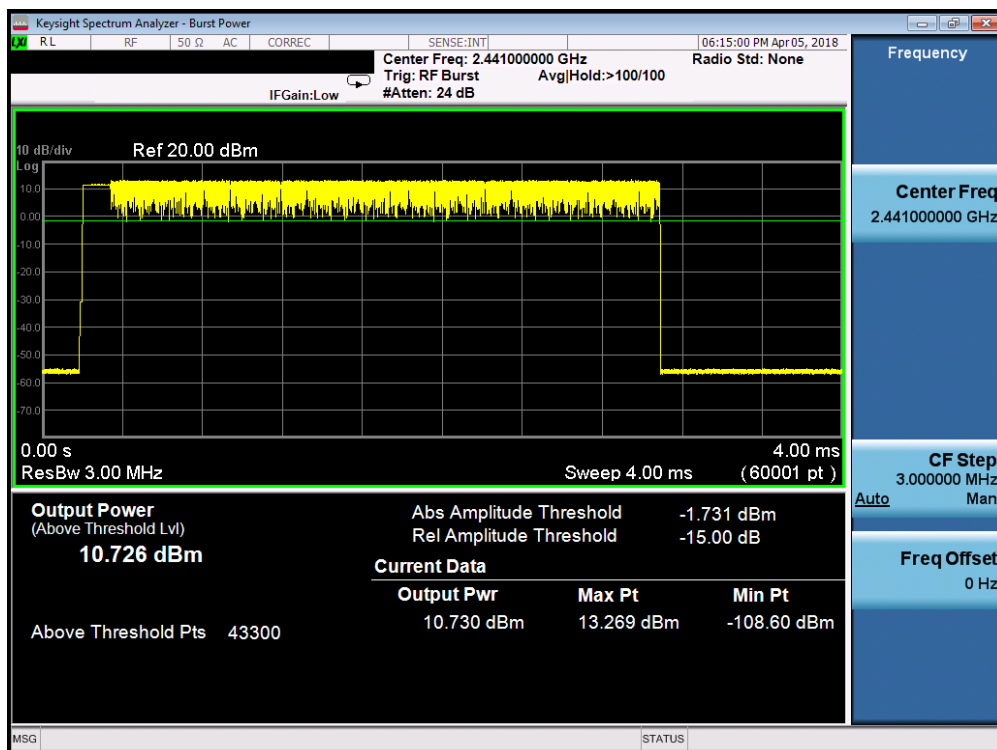 Keysight Spectrum Analyzer - Burst Power
LXI RL RF 50 Ω AC CORREC SENSE:INT 06:15:00 PM Apr 05, 2018
Center Freq: 2.441000000 GHz Radio Std: None
Trig: RF Burst Avg|Hold:>100/100
IFGain:Low #Atten: 24 dB
10 dB/div Ref 20.00 dBm
Log
10.0
0.00
-10.0
-20.0
-30.0
-40.0
-50.0
-60.0
-70.0
0.00 s 4.00 ms
ResBw 3.00 MHz Sweep 4.00 ms (60001 pt)
Output Power
(Above Threshold Lvl)
10.726 dBm
Above Threshold Pts 43300
Abs Amplitude Threshold -1.731 dBm
Rel Amplitude Threshold -15.00 dB
Current Data
Output Pwr Max Pt Min Pt
10.730 dBm 13.269 dBm -108.60 dBm
Frequency
Center Freq
2.441000000 GHz
CF Step
3.000000 MHz
Auto Man
Freq Offset
0 Hz
MSG STATUS